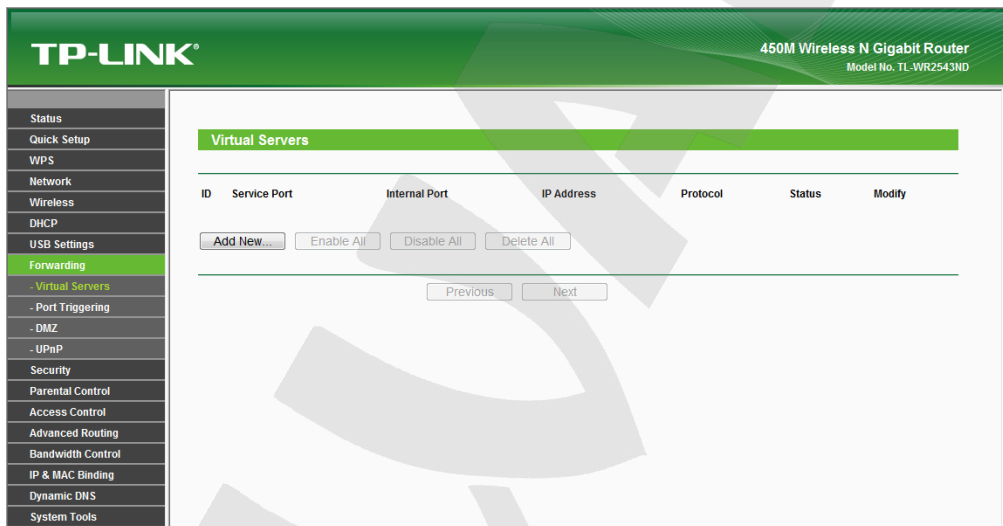 TP-LINK®
450M Wireless N Gigabit Router
Model No. TL-WR2543ND
Status
Quick Setup
WPS
Network
Wireless
DHCP
USB Settings
Forwarding
- Virtual Servers
- Port Triggering
- DMZ
- UPnP
Security
Parental Control
Access Control
Advanced Routing
Bandwidth Control
IP & MAC Binding
Dynamic DNS
System Tools
Virtual Servers
ID Service Port Internal Port IP Address Protocol Status Modify
Add New... Enable All Disable All Delete All
Previous Next